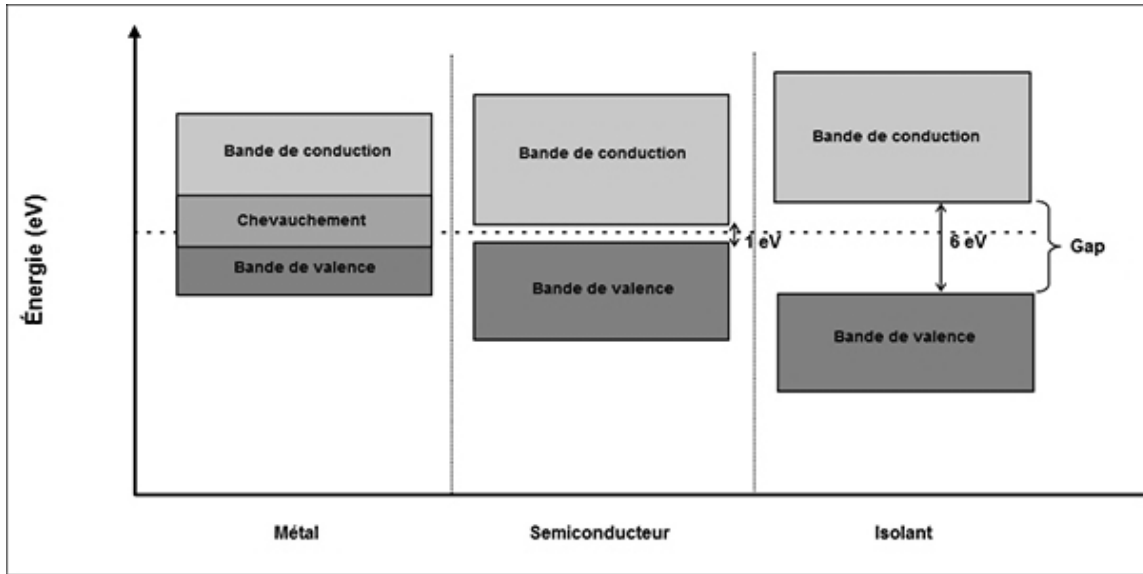 Énergie (eV)
Bande de conduction
Chevauchement
Bande de valence
Bande de conduction
1 eV
Bande de valence
Bande de conduction
6 eV
Gap
Bande de valence
Métal
Semiconducteur
Isolant